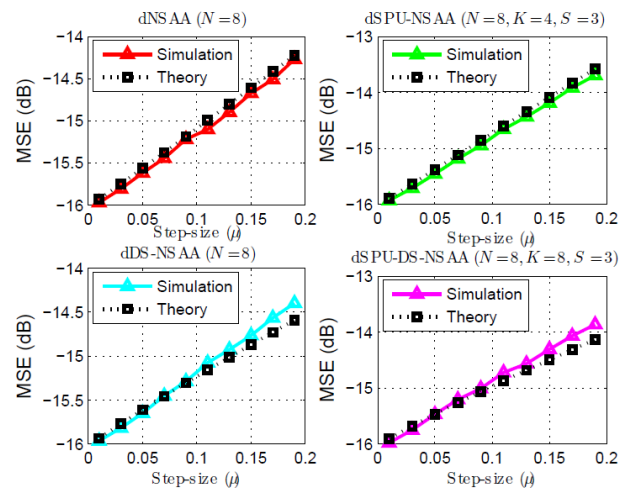 dNSAA (N = 8)
MSE (dB)
-14
-14.5
-15
-15.5
-16
Simulation
Theory
0
0.05
0.1
0.15
0.2
Step-size (μ)
dSPU-NSAA (N = 8, K = 4, S = 3)
MSE (dB)
-13
-14
-15
-16
Simulation
Theory
0
0.05
0.1
0.15
0.2
Step-size (μ)
dDS-NSAA (N = 8)
MSE (dB)
-14
-14.5
-15
-15.5
-16
Simulation
Theory
0
0.05
0.1
0.15
0.2
Step-size (μ)
dSPU-DS-NSAA (N = 8, K = 8, S = 3)
MSE (dB)
-13
-14
-15
-16
Simulation
Theory
0
0.05
0.1
0.15
0.2
Step-size (μ)